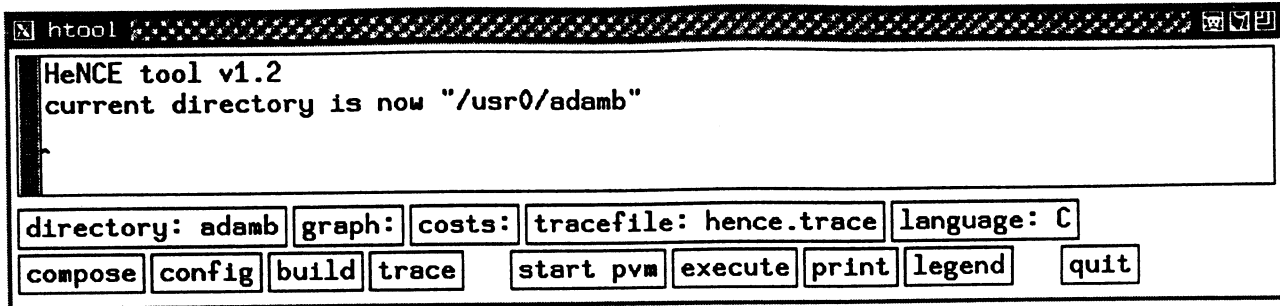 htool
HeNCE tool v1.2
current directory is now "/usr0/adamb"
directory: adamb graph: costs: tracefile: hence.trace language: C
compose config build trace start pvm execute print legend quit